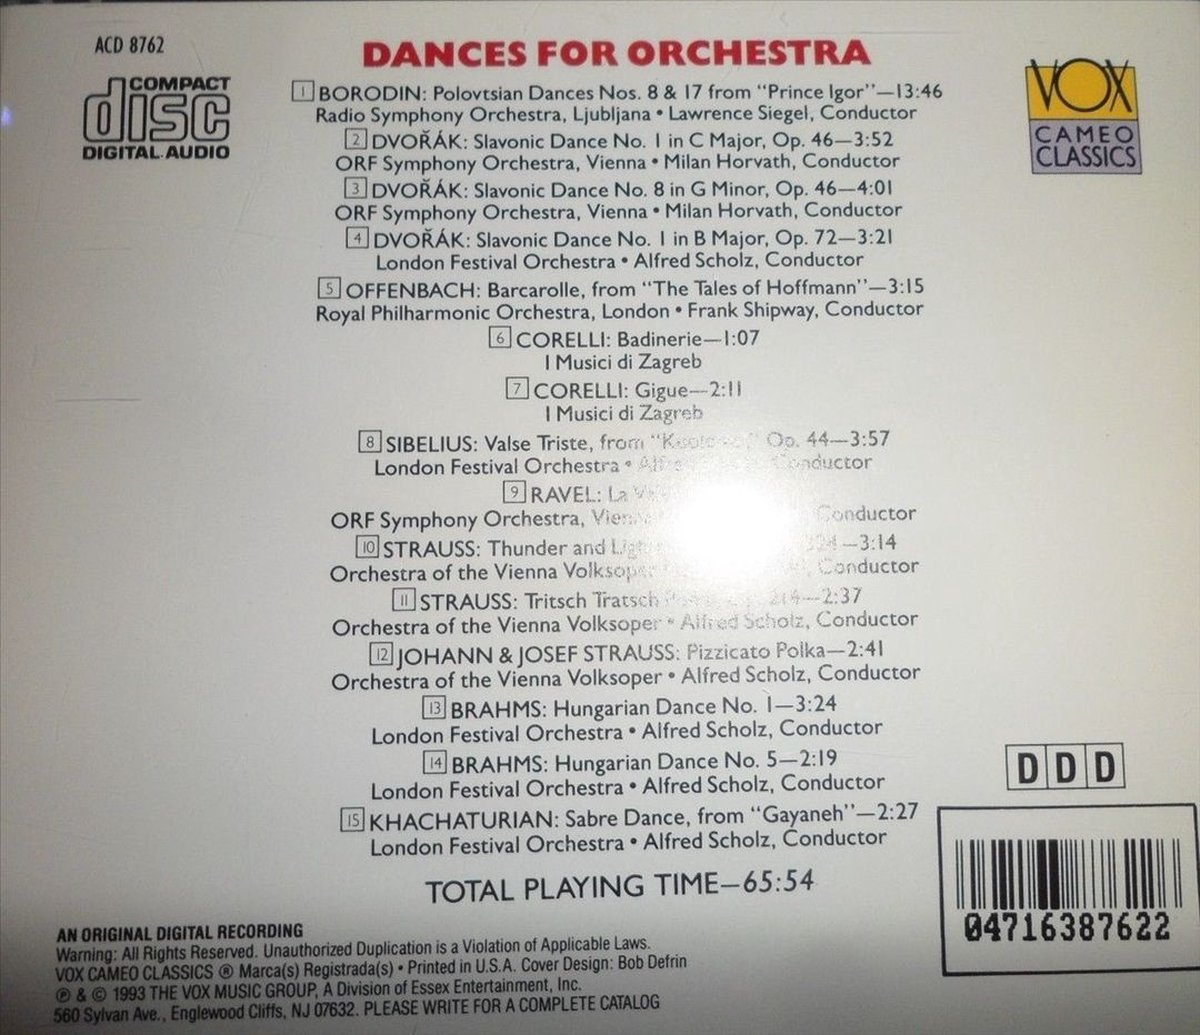 ACD 8762
COMPACT
disc
DIGITAL AUDIO
DANCES FOR ORCHESTRA
VOX
CAMEO
CLASSICS
1 BORODIN: Polovtsian Dances Nos. 8 & 17 from "Prince Igor"—13:46
Radio Symphony Orchestra, Ljubljana • Lawrence Siegel, Conductor
2 DVOŘÁK: Slavonic Dance No. 1 in C Major, Op. 46—3:52
ORF Symphony Orchestra, Vienna • Milan Horvath, Conductor
3 DVOŘÁK: Slavonic Dance No. 8 in G Minor, Op. 46—4:01
ORF Symphony Orchestra, Vienna • Milan Horvath, Conductor
4 DVOŘÁK: Slavonic Dance No. 1 in B Major, Op. 72—3:21
London Festival Orchestra • Alfred Scholz, Conductor
5 OFFENBACH: Barcarolle, from "The Tales of Hoffmann"—3:15
Royal Philharmonic Orchestra, London • Frank Shipway, Conductor
6 CORELLI: Badinerie—1:07
I Musici di Zagreb
7 CORELLI: Gigue—2:11
I Musici di Zagreb
8 SIBELIUS: Valse Triste, from Op. 44—3:57
London Festival Orchestra • Conductor
9 RAVEL: La
ORF Symphony Orchestra, Vienna Conductor
10 STRAUSS: Thunder and —3:14
Orchestra of the Vienna Volksoper Conductor
11 STRAUSS: Tritsch Tratsch 214—2:37
Orchestra of the Vienna Volksoper • Alfred Scholz, Conductor
12 JOHANN & JOSEF STRAUSS: Pizzicato Polka—2:41
Orchestra of the Vienna Volksoper • Alfred Scholz, Conductor
13 BRAHMS: Hungarian Dance No. 1—3:24
London Festival Orchestra • Alfred Scholz, Conductor
14 BRAHMS: Hungarian Dance No. 5—2:19
London Festival Orchestra • Alfred Scholz, Conductor
15 KHACHATURIAN: Sabre Dance, from "Gayaneh"—2:27
London Festival Orchestra • Alfred Scholz, Conductor
TOTAL PLAYING TIME—65:54
D D D
04716387622
AN ORIGINAL DIGITAL RECORDING
Warning: All Rights Reserved. Unauthorized Duplication is a Violation of Applicable Laws.
VOX CAMEO CLASSICS ® Marca(s) Registrada(s) • Printed in U.S.A. Cover Design: Bob Defrin
℗ & © 1993 THE VOX MUSIC GROUP, A Division of Essex Entertainment, Inc.
560 Sylvan Ave., Englewood Cliffs, NJ 07632. PLEASE WRITE FOR A COMPLETE CATALOG